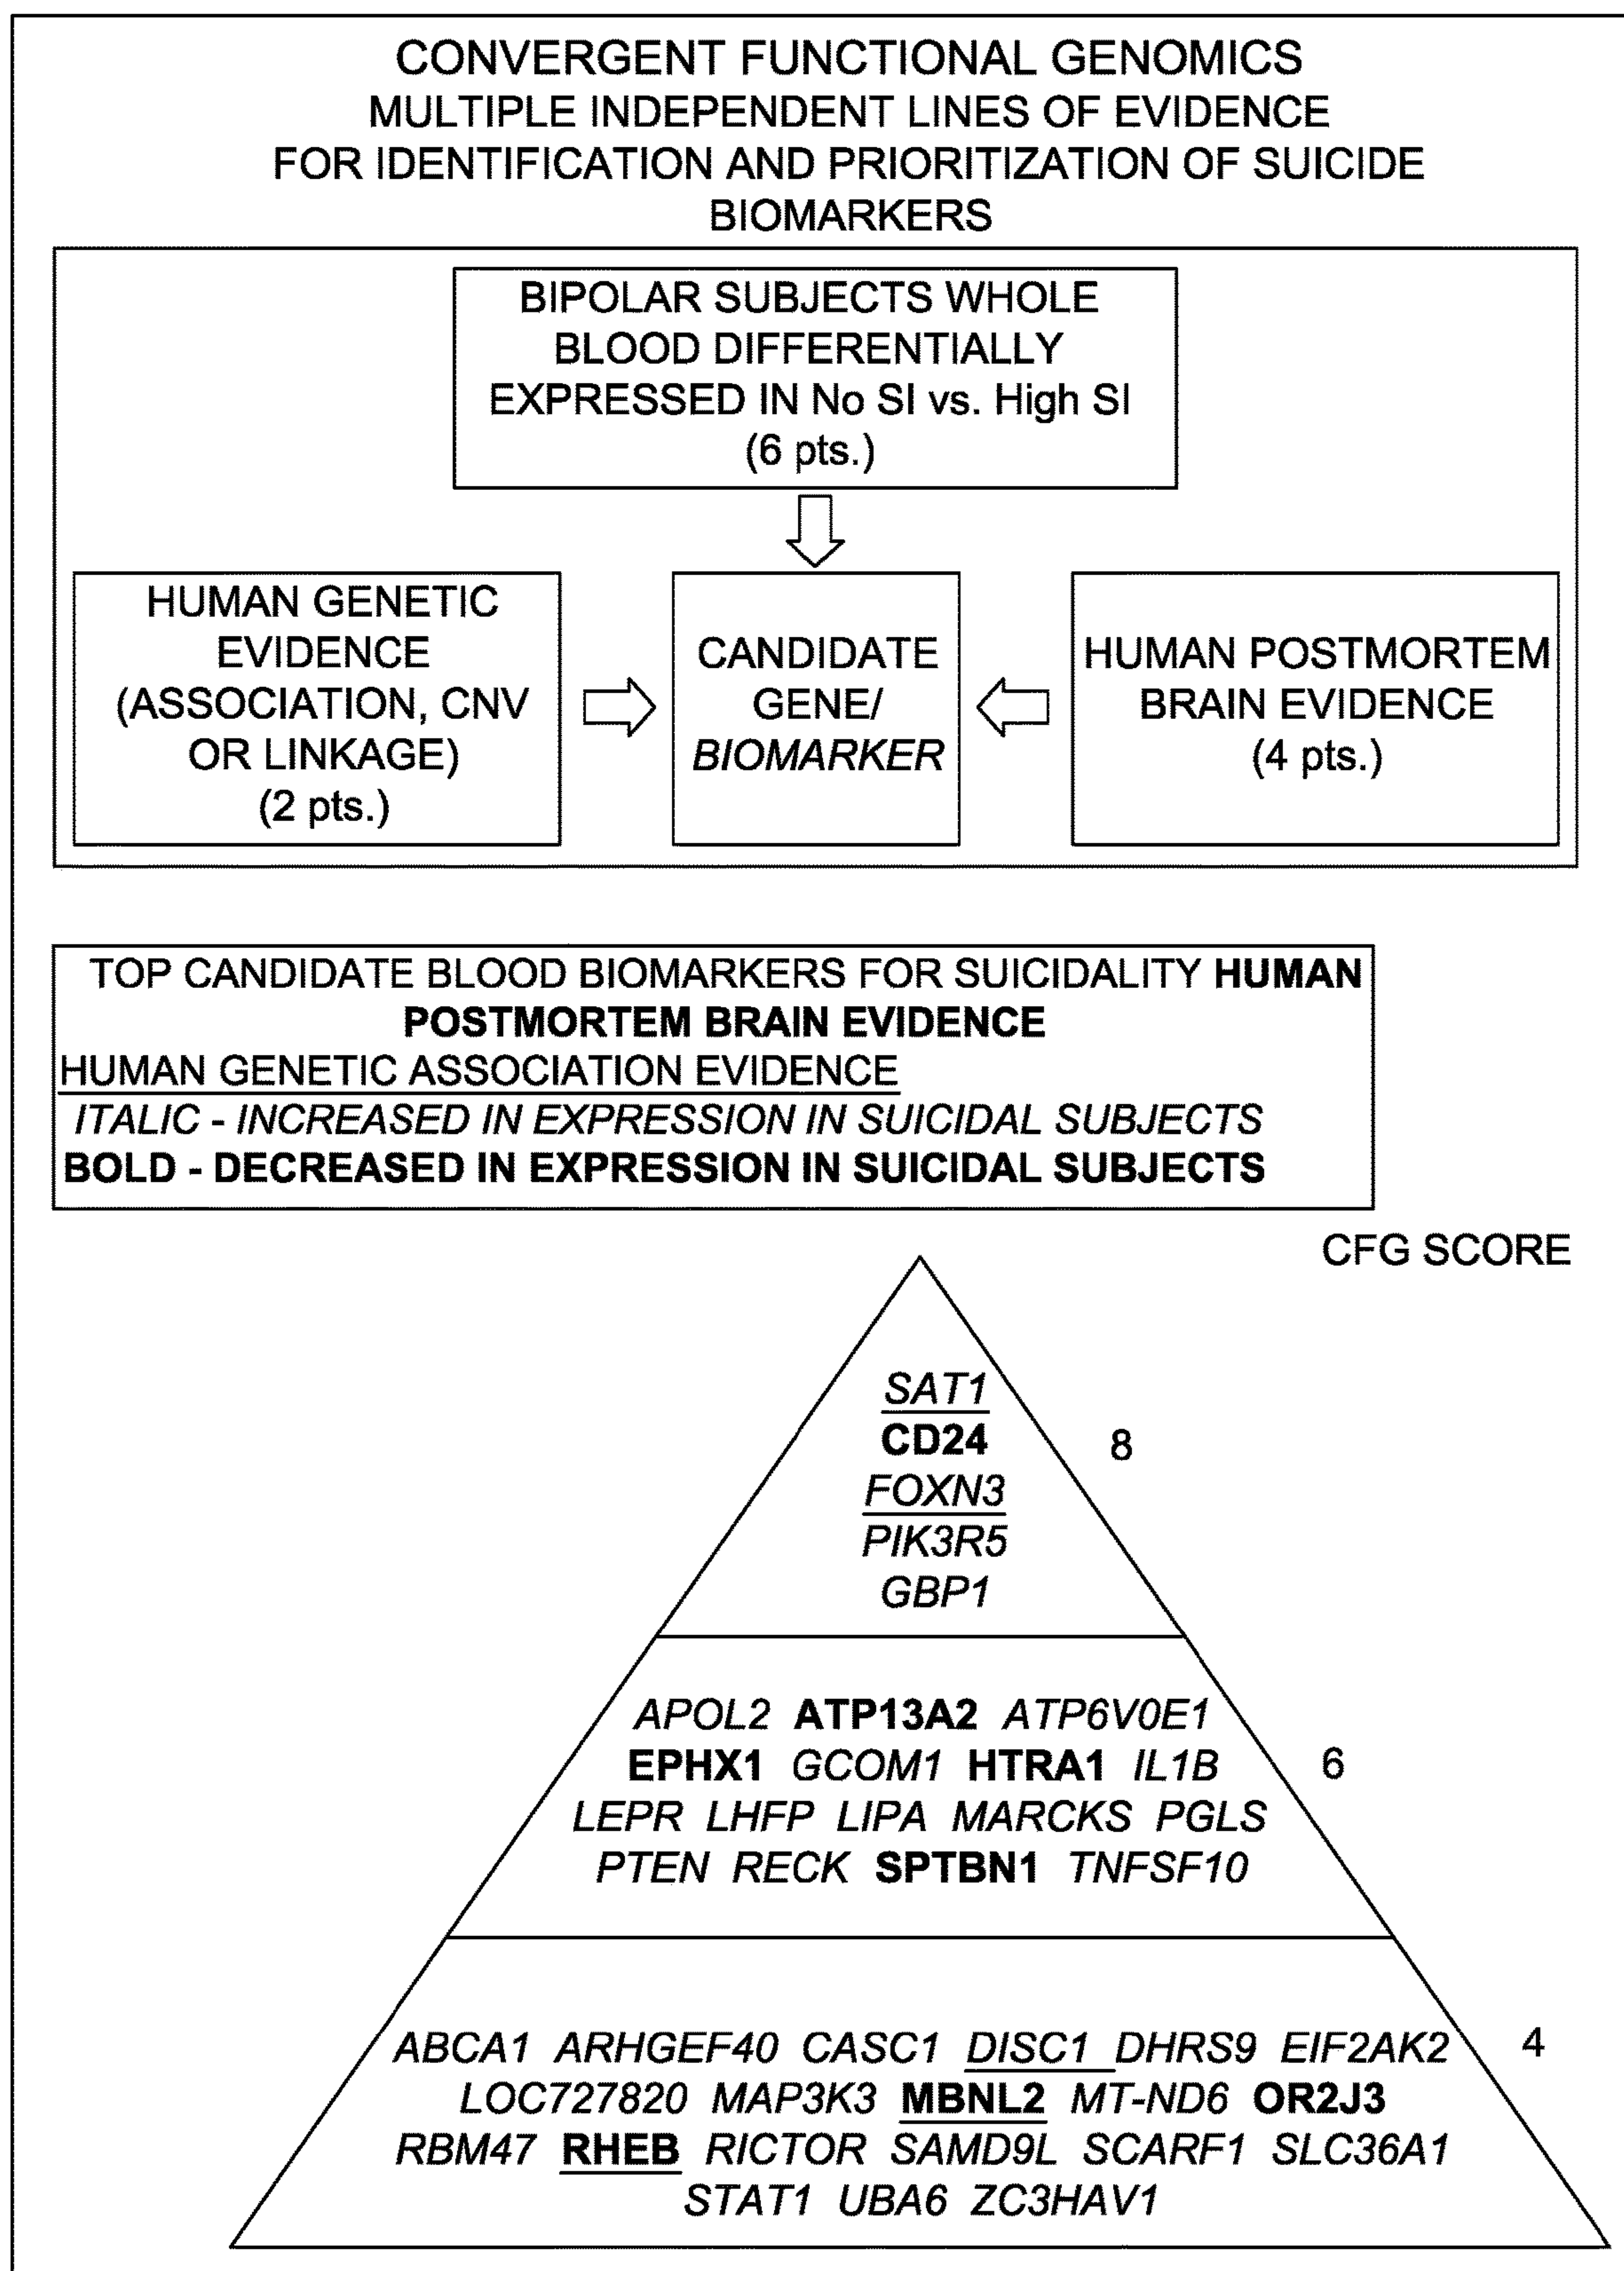 CONVERGENT FUNCTIONAL GENOMICS
MULTIPLE INDEPENDENT LINES OF EVIDENCE
FOR IDENTIFICATION AND PRIORITIZATION OF SUICIDE
BIOMARKERS
BIPOLAR SUBJECTS WHOLE
BLOOD DIFFERENTIALLY
EXPRESSED IN No SI vs. High SI
(6 pts.)
HUMAN GENETIC
EVIDENCE
(ASSOCIATION, CNV
OR LINKAGE)
(2 pts.)
CANDIDATE
GENE/
BIOMARKER
HUMAN POSTMORTEM
BRAIN EVIDENCE
(4 pts.)
TOP CANDIDATE BLOOD BIOMARKERS FOR SUICIDALITY HUMAN
POSTMORTEM BRAIN EVIDENCE
HUMAN GENETIC ASSOCIATION EVIDENCE
ITALIC - INCREASED IN EXPRESSION IN SUICIDAL SUBJECTS
BOLD - DECREASED IN EXPRESSION IN SUICIDAL SUBJECTS
CFG SCORE
SAT1
CD24
FOXN3
PIK3R5
GBP1
8
APOL2 ATP13A2 ATP6V0E1
EPHX1 GCOM1 HTRA1 IL1B
LEPR LHFP LIPA MARCKS PGLS
PTEN RECK SPTBN1 TNFSF10
6
ABCA1 ARHGEF40 CASC1 DISC1 DHRS9 EIF2AK2
LOC727820 MAP3K3 MBNL2 MT-ND6 OR2J3
RBM47 RHEB RICTOR SAMD9L SCARF1 SLC36A1
STAT1 UBA6 ZC3HAV1
4